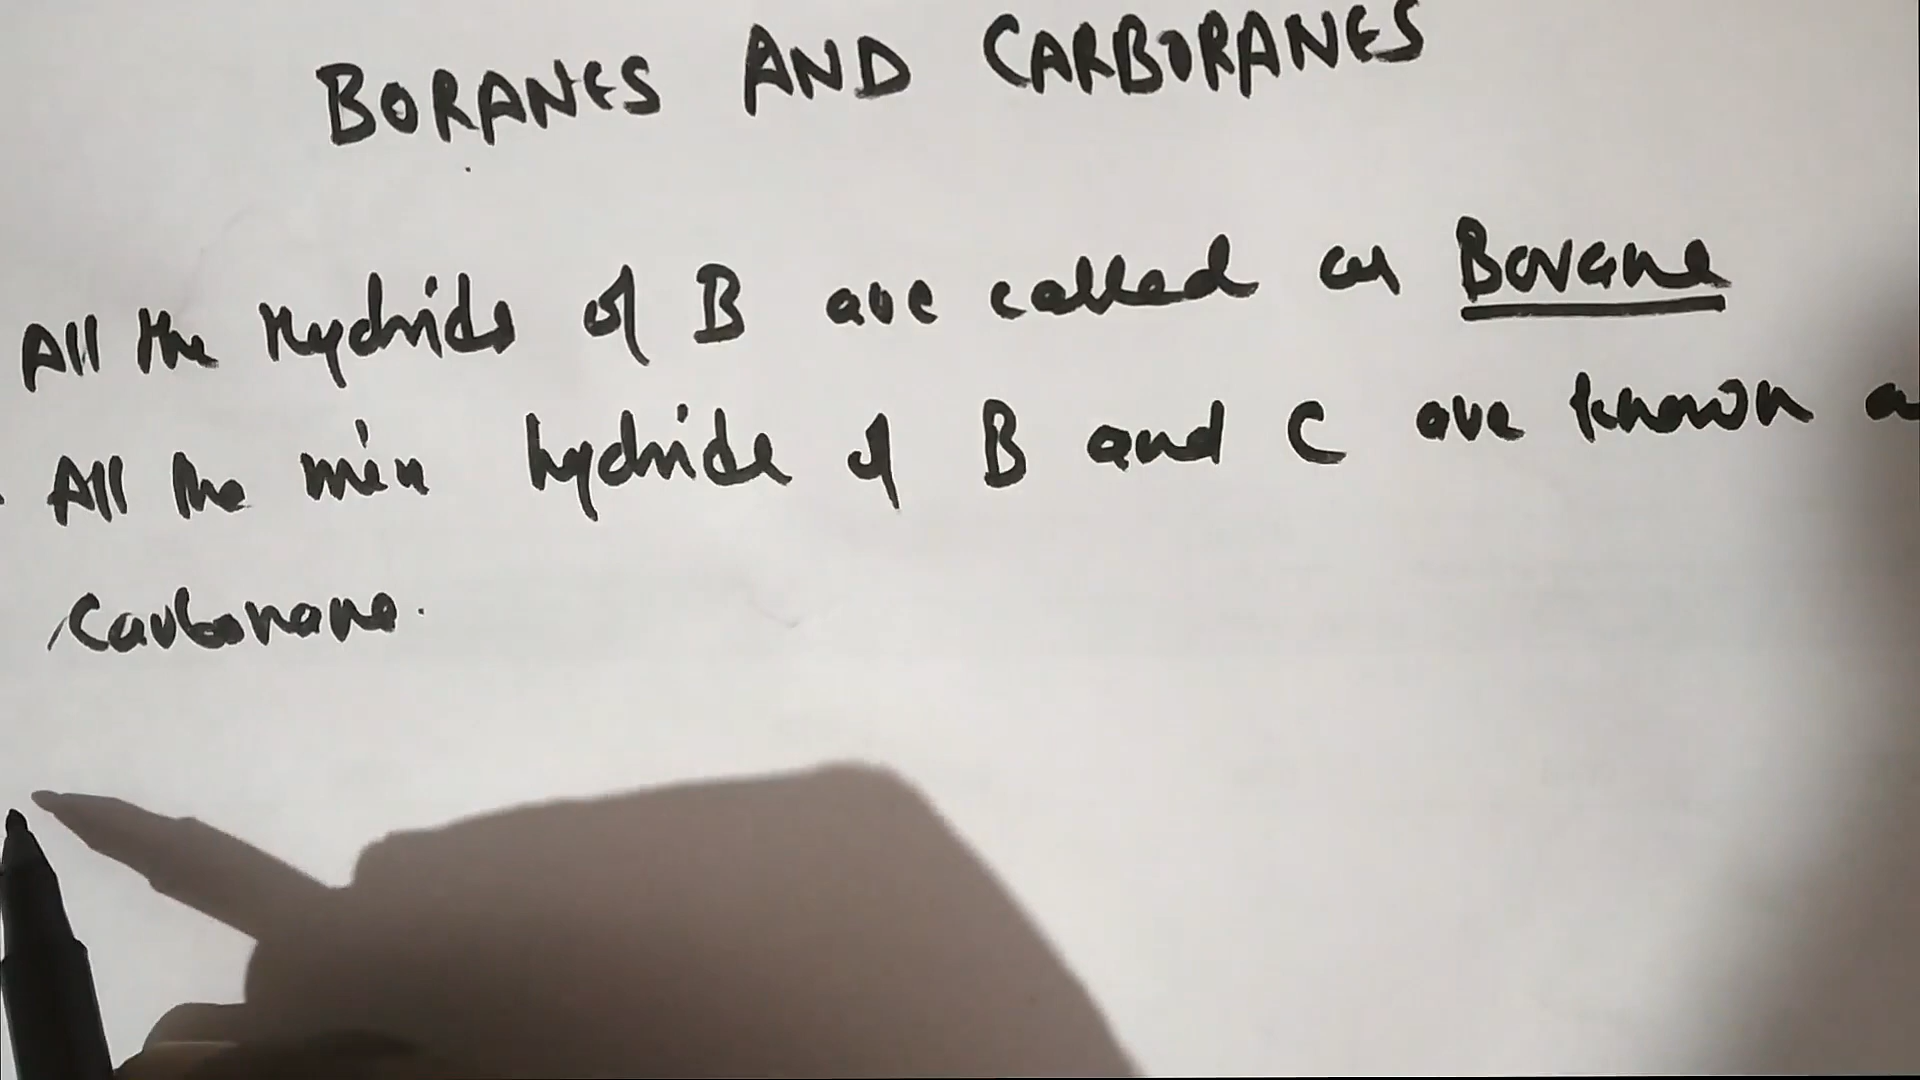 BORANES AND CARBORANES
All the Hydrids of B are called as Borane
All the mix hydride of B and C are known a
Carborane.